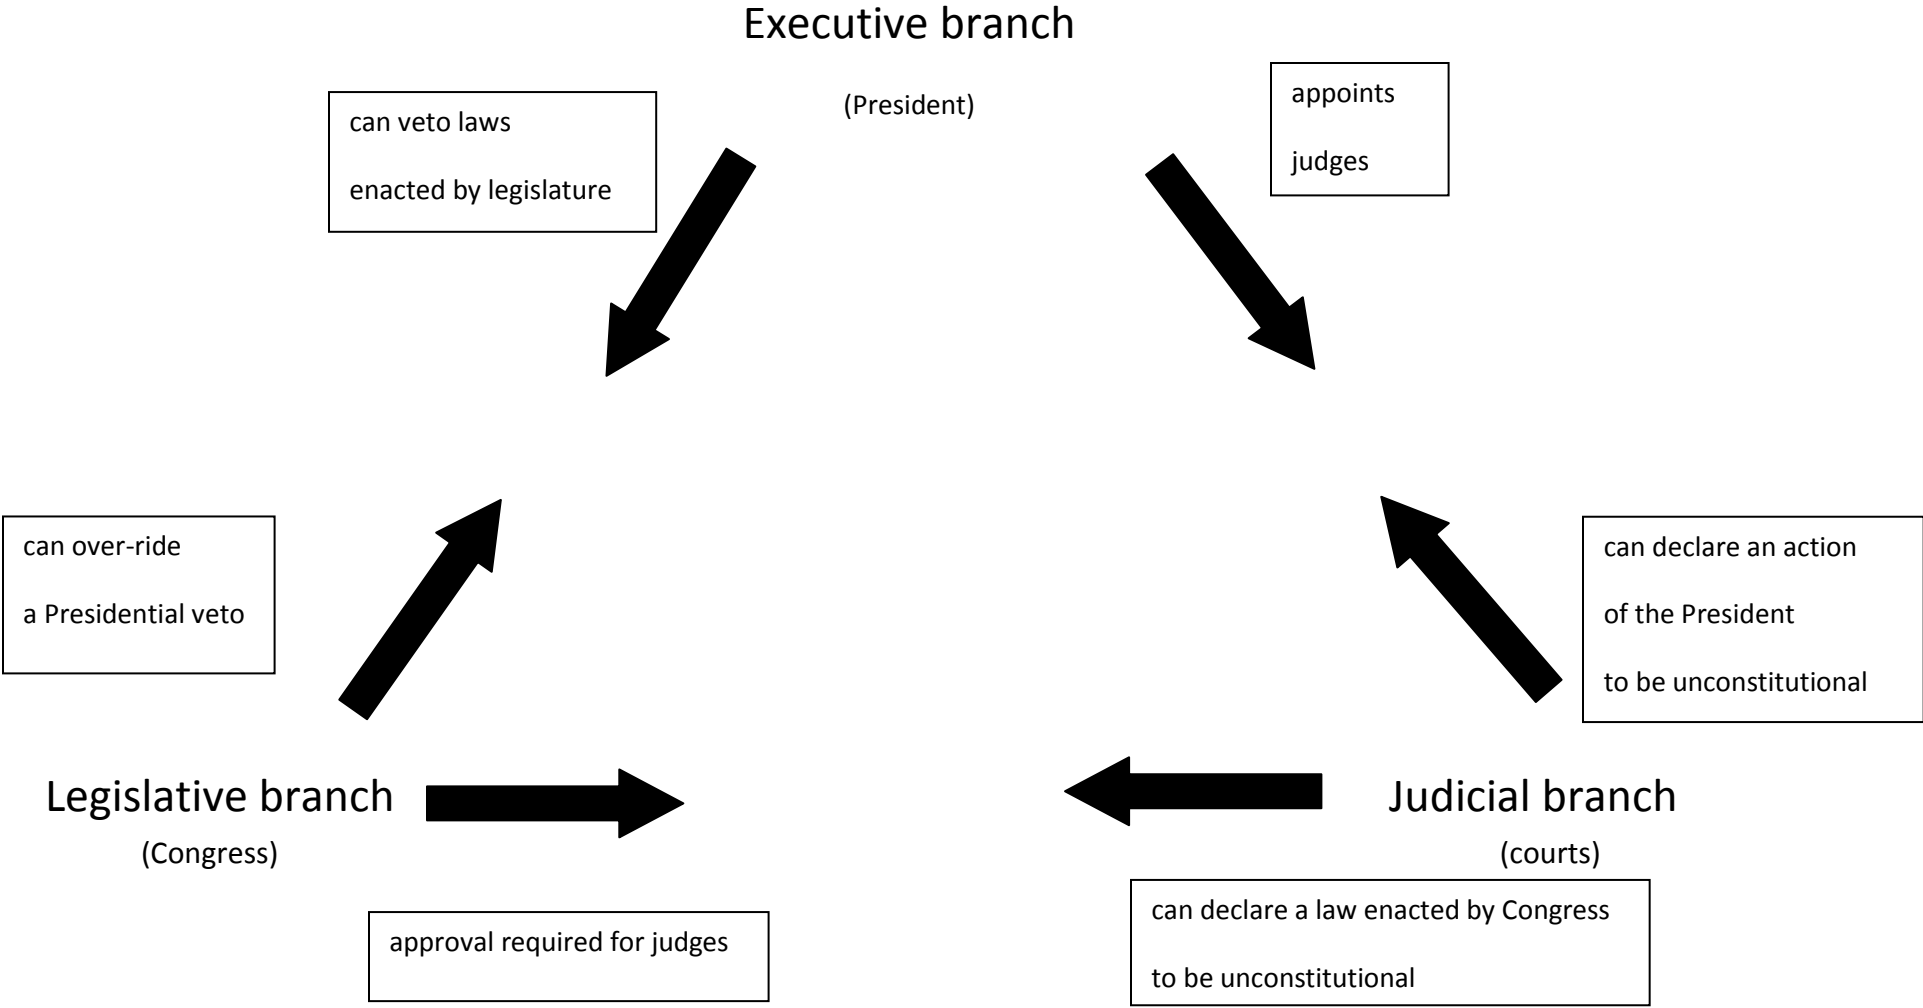 Executive branch
(President)
can veto laws
enacted by legislature
appoints
judges
can over-ride
a Presidential veto
can declare an action
of the President
to be unconstitutional
Legislative branch
(Congress)
Judicial branch
(courts)
approval required for judges
can declare a law enacted by Congress
to be unconstitutional